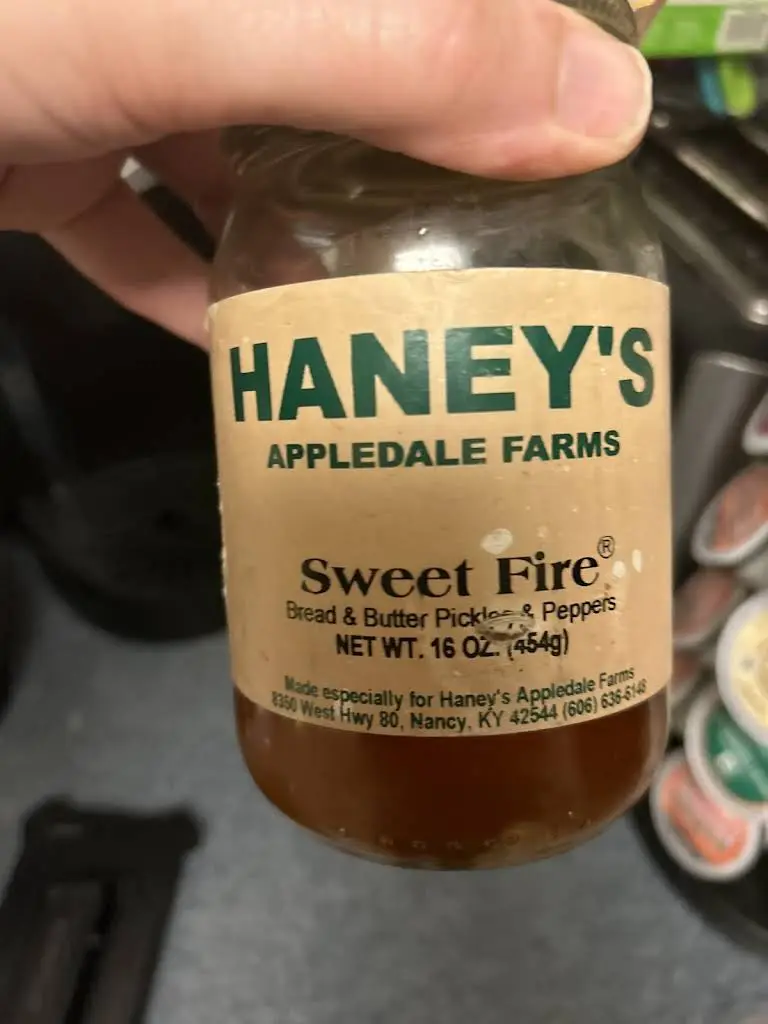 HANEY'S
APPLEDALE FARMS
Sweet Fire®
Bread & Butter Pickles & Peppers
NET WT. 16 OZ. (454g)
Made especially for Haney's Appledale Farms
8350 West Hwy 80, Nancy, KY 42544 (606) 636-6148